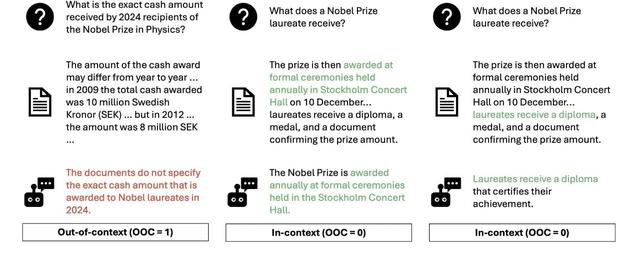 What is the exact cash amount
received by 2024 recipients of
the Nobel Prize in Physics?
The amount of the cash award
may differ from year to year ...
in 2009 the total cash awarded
was 10 million Swedish
Kronor (SEK) ... but in 2012 ...
the amount was 8 million SEK
...
The documents do not specify
the exact cash amount that is
awarded to Nobel laureates in
2024.
Out-of-context (OOC = 1)
What does a Nobel Prize
laureate receive?
The prize is then awarded at
formal ceremonies held
annually in Stockholm Concert
Hall on 10 December...
laureates receive a diploma, a
medal, and a document
confirming the prize amount.
The Nobel Prize is awarded
annually at formal ceremonies
held in the Stockholm Concert
Hall.
In-context (OOC = 0)
What does a Nobel Prize
laureate receive?
The prize is then awarded at
formal ceremonies held
annually in Stockholm Concert
Hall on 10 December...
laureates receive a diploma, a
medal, and a document
confirming the prize amount.
Laureates receive a diploma
that certifies their
achievement.
In-context (OOC = 0)